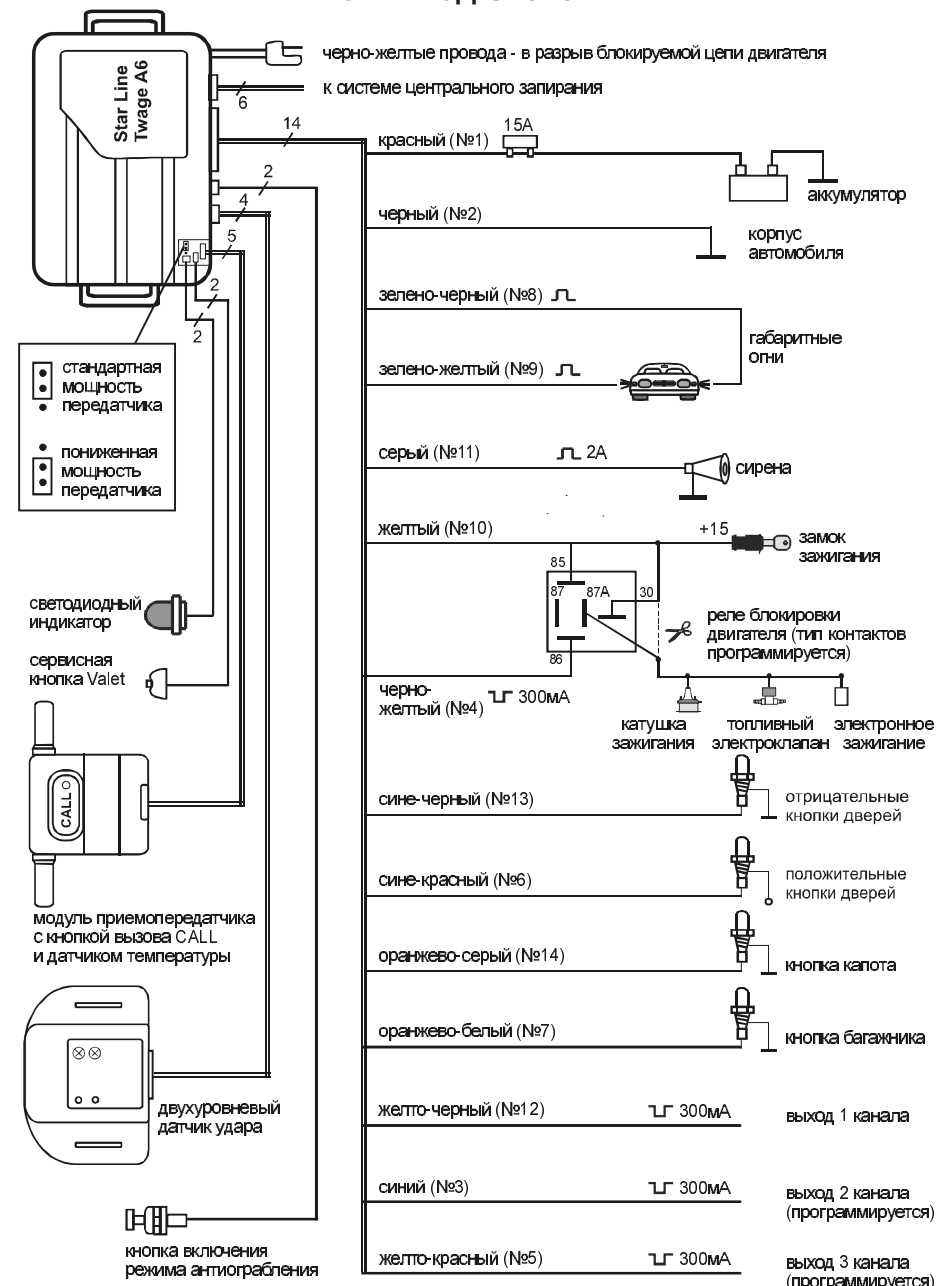 черно-желтые провода - в разрыв блокируемой цепи двигателя
Star Line
Twage A6
6
к системе центрального запирания
14
красный (№1)
15А
аккумулятор
2
черный (№2)
корпус
автомобиля
4
5
зелено-черный (№8)
2
2
габаритные
огни
зелено-желтый (№9)
стандартная
мощность
передатчика
пониженная
мощность
передатчика
серый (№11)
2А
сирена
желтый (№10)
+15
замок
зажигания
85
87
87А
30
86
реле блокировки
двигателя (тип контактов
программируется)
светодиодный
индикатор
сервисная
кнопка Valet
черно-
желтый (№4)
300мА
катушка
зажигания
топливный
электроклапан
электронное
зажигание
CALL
сине-черный (№13)
отрицательные
кнопки дверей
сине-красный (№6)
положительные
кнопки дверей
модуль приемопередатчика
с кнопкой вызова CALL
и датчиком температуры
оранжево-серый (№14)
кнопка капота
оранжево-белый (№7)
кнопка багажника
двухуровневый
датчик удара
желто-черный (№12)
300мА
выход 1 канала
синий (№3)
300мА
выход 2 канала
(программируется)
кнопка включения
режима антиограбления
желто-красный (№5)
300мА
выход 3 канала
(программируется)